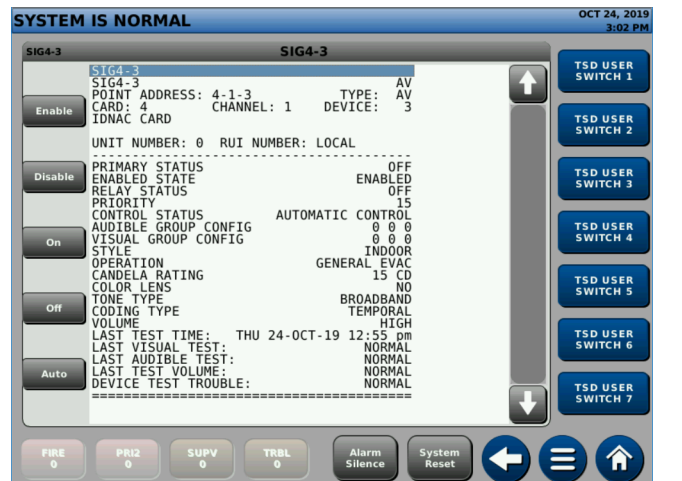 SYSTEM IS NORMAL
OCT 24, 2019
3:02 PM
SIG4-3
SIG4-3
SIG4-3
SIG4-3 AV
POINT ADDRESS: 4-1-3 TYPE: AV
CARD: 4 CHANNEL: 1 DEVICE: 3
IDNAC CARD
UNIT NUMBER: 0 RUI NUMBER: LOCAL
----------------------------------------
PRIMARY STATUS OFF
ENABLED STATE ENABLED
RELAY STATUS OFF
PRIORITY 15
CONTROL STATUS AUTOMATIC CONTROL
AUDIBLE GROUP CONFIG 0 0 0
VISUAL GROUP CONFIG 0 0 0
STYLE INDOOR
OPERATION GENERAL EVAC
CANDELA RATING 15 CD
COLOR LENS NO
TONE TYPE BROADBAND
CODING TYPE TEMPORAL
VOLUME HIGH
LAST TEST TIME: THU 24-OCT-19 12:55 pm
LAST VISUAL TEST: NORMAL
LAST AUDIBLE TEST: NORMAL
LAST TEST VOLUME: NORMAL
DEVICE TEST TROUBLE: NORMAL
========================================
Enable
Disable
On
Off
Auto
TSD USER
SWITCH 1
TSD USER
SWITCH 2
TSD USER
SWITCH 3
TSD USER
SWITCH 4
TSD USER
SWITCH 5
TSD USER
SWITCH 6
TSD USER
SWITCH 7
FIRE
0
PRI2
0
SUPV
0
TRBL
0
Alarm
Silence
System
Reset